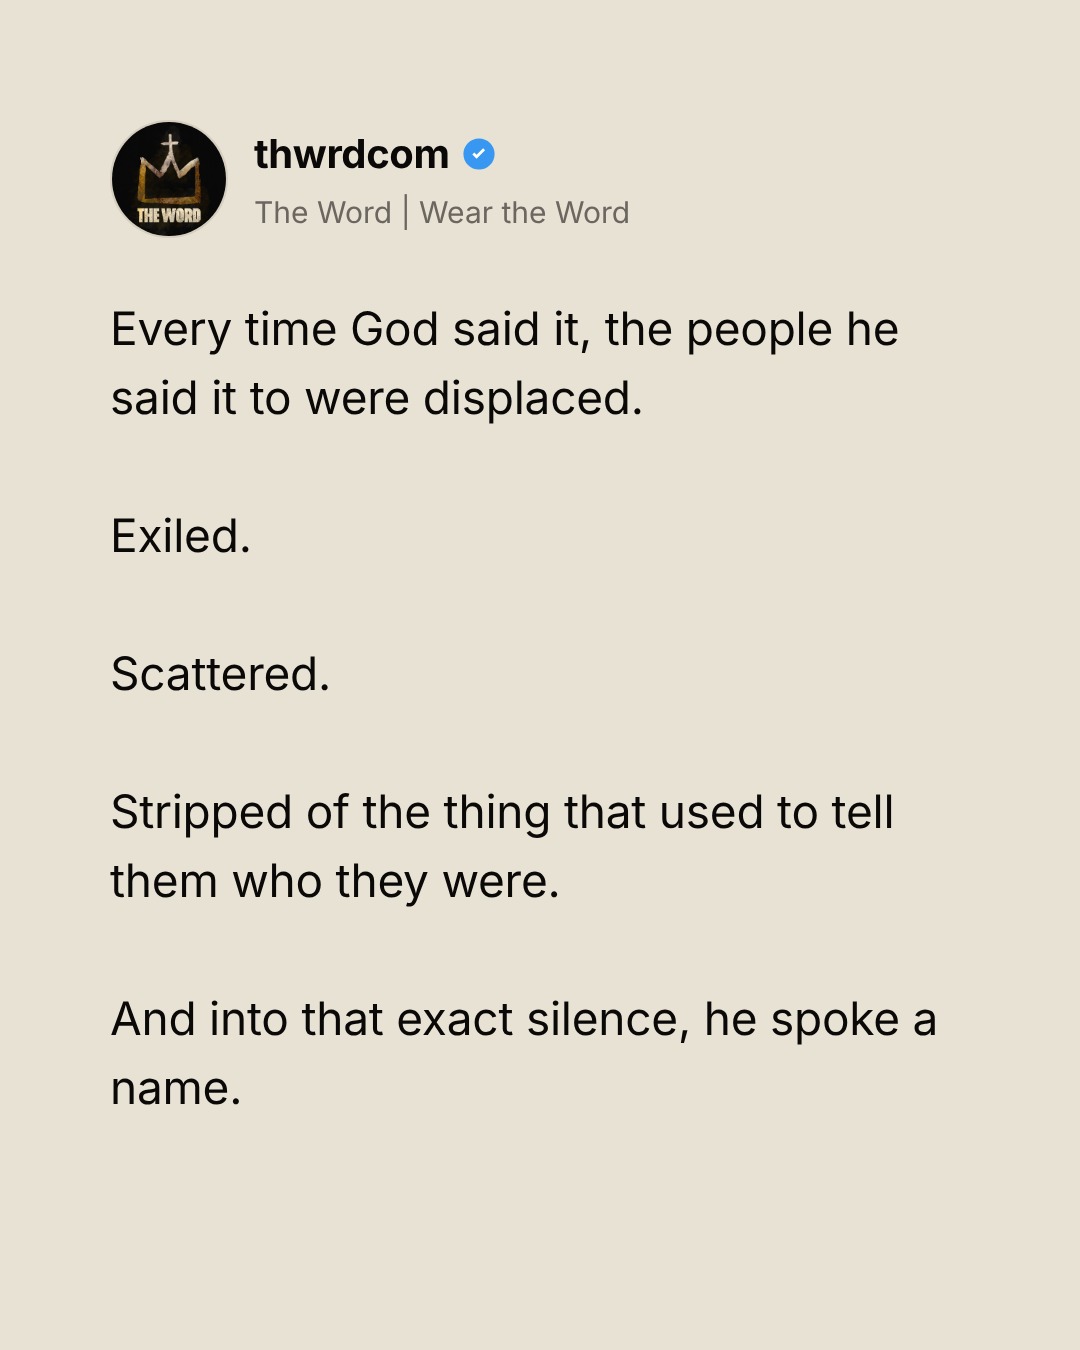 THE WORD
thwrdcom
The Word | Wear the Word
Every time God said it, the people he
said it to were displaced.
Exiled.
Scattered.
Stripped of the thing that used to tell
them who they were.
And into that exact silence, he spoke a
name.